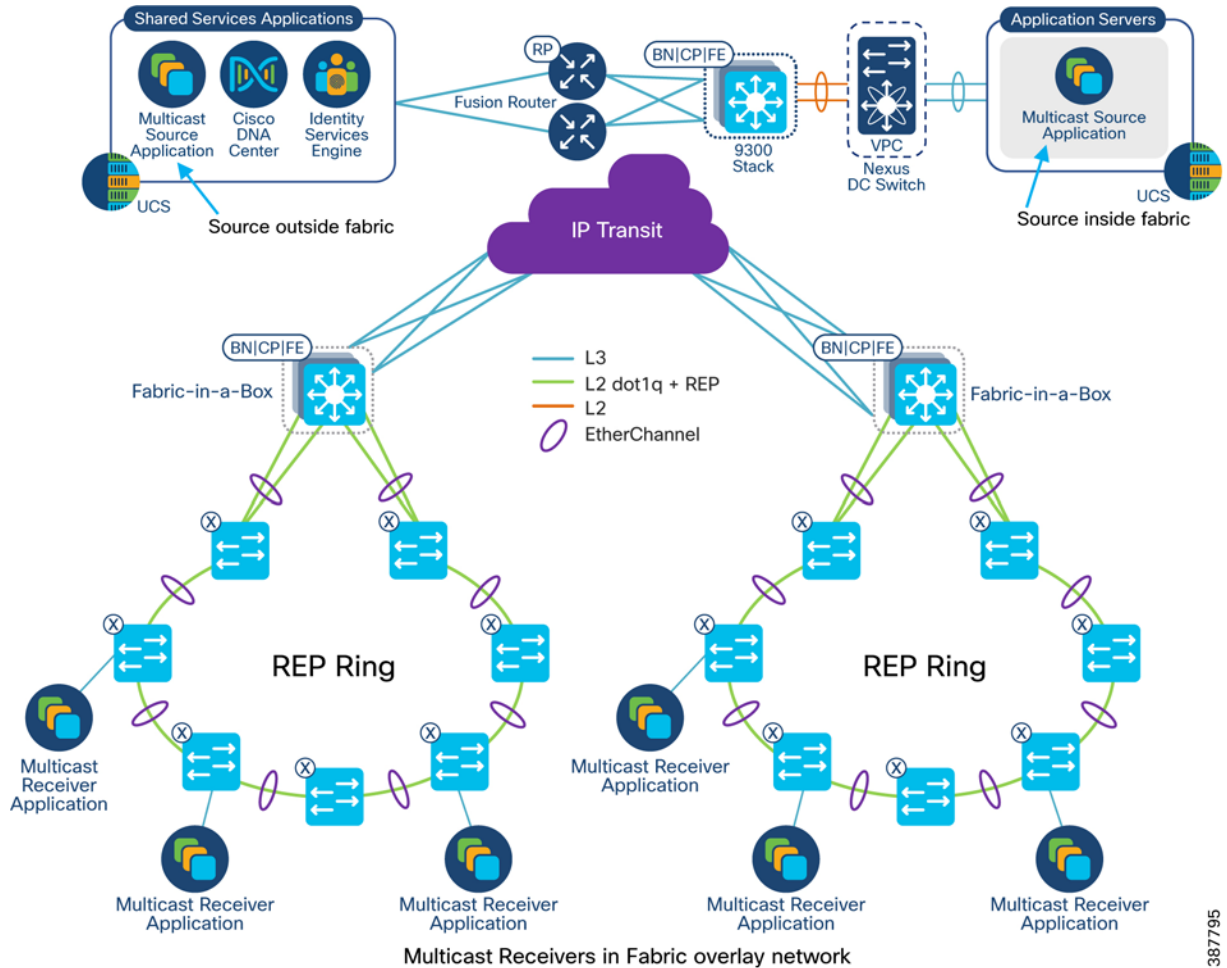 Shared Services Applications
Multicast
Source
Application
Cisco
DNA
Center
Identity
Services
Engine
UCS
Source outside fabric
RP
Fusion Router
BN|CP|FE
9300
Stack
VPC
Nexus
DC Switch
Application Servers
Multicast Source
Application
UCS
Source inside fabric
IP Transit
BN|CP|FE
Fabric-in-a-Box
L3
L2 dot1q + REP
L2
EtherChannel
BN|CP|FE
Fabric-in-a-Box
X
X
X
X
X
X
X
REP Ring
Multicast
Receiver
Application
Multicast Receiver
Application
Multicast Receiver
Application
X
X
X
X
X
X
X
REP Ring
Multicast Receiver
Application
Multicast Receiver
Application
Multicast Receiver
Application
Multicast Receivers in Fabric overlay network
387795